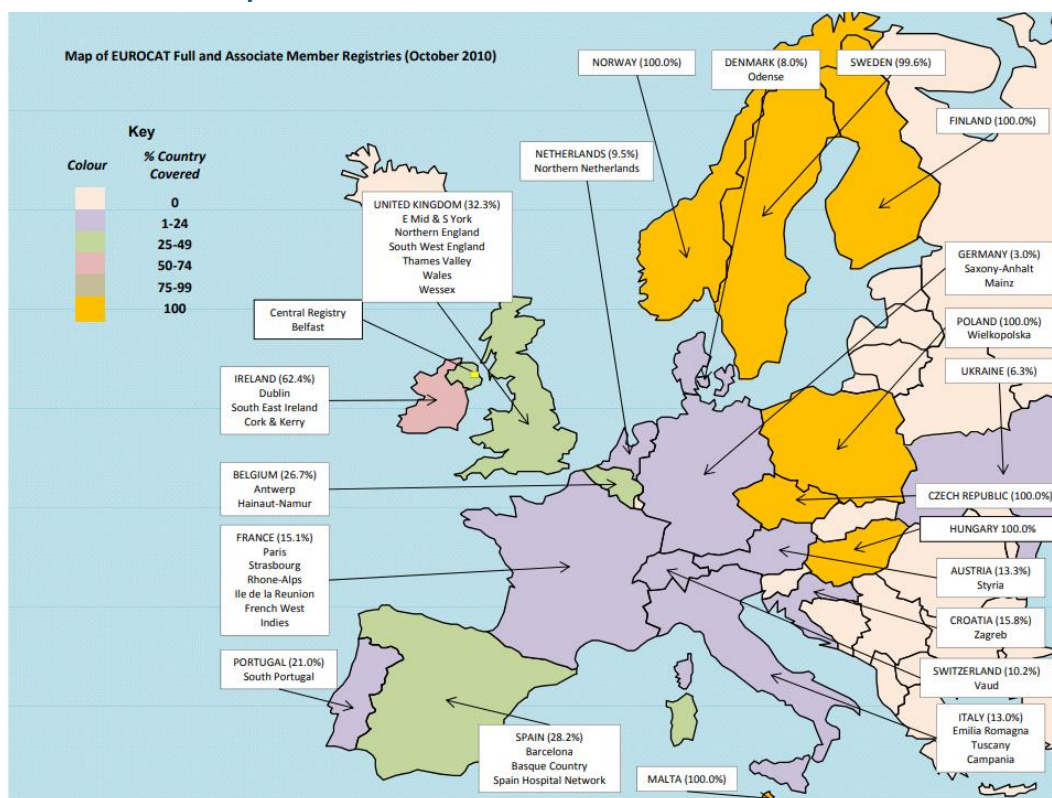 Map of EUROCAT Full and Associate Member Registries (October 2010)
Key
Colour
% Country
Covered
0
1-24
25-49
50-74
75-99
100
NORWAY (100.0%)
DENMARK (8.0%)
Odense
SWEDEN (99.6%)
FINLAND (100.0%)
NETHERLANDS (9.5%)
Northern Netherlands
UNITED KINGDOM (32.3%)
E Mid & S York
Northern England
South West England
Thames Valley
Wales
Wessex
GERMANY (3.0%)
Saxony-Anhalt
Mainz
Central Registry
Belfast
POLAND (100.0%)
Wielkopolska
UKRAINE (6.3%)
IRELAND (62.4%)
Dublin
South East Ireland
Cork & Kerry
BELGIUM (26.7%)
Antwerp
Hainaut-Namur
CZECH REPUBLIC (100.0%)
HUNGARY 100.0%
FRANCE (15.1%)
Paris
Strasbourg
Rhone-Alps
Ile de la Reunion
French West
Indies
AUSTRIA (13.3%)
Styria
CROATIA (15.8%)
Zagreb
PORTUGAL (21.0%)
South Portugal
SWITZERLAND (10.2%)
Vaud
ITALY (13.0%)
Emilia Romagna
Tuscany
Campania
SPAIN (28.2%)
Barcelona
Basque Country
Spain Hospital Network
MALTA (100.0%)